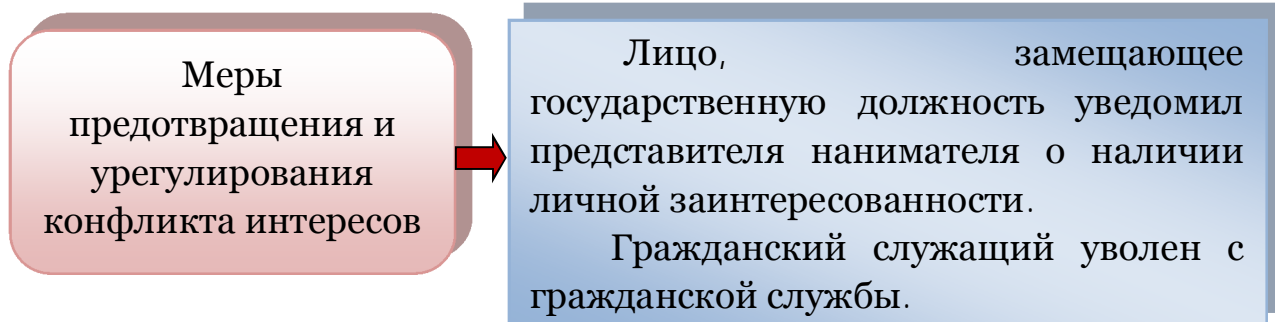 Меры
предотвращения и
урегулирования
конфликта интересов
Лицо, замещающее
государственную должность уведомил
представителя нанимателя о наличии
личной заинтересованности.
Гражданский служащий уволен с
гражданской службы.